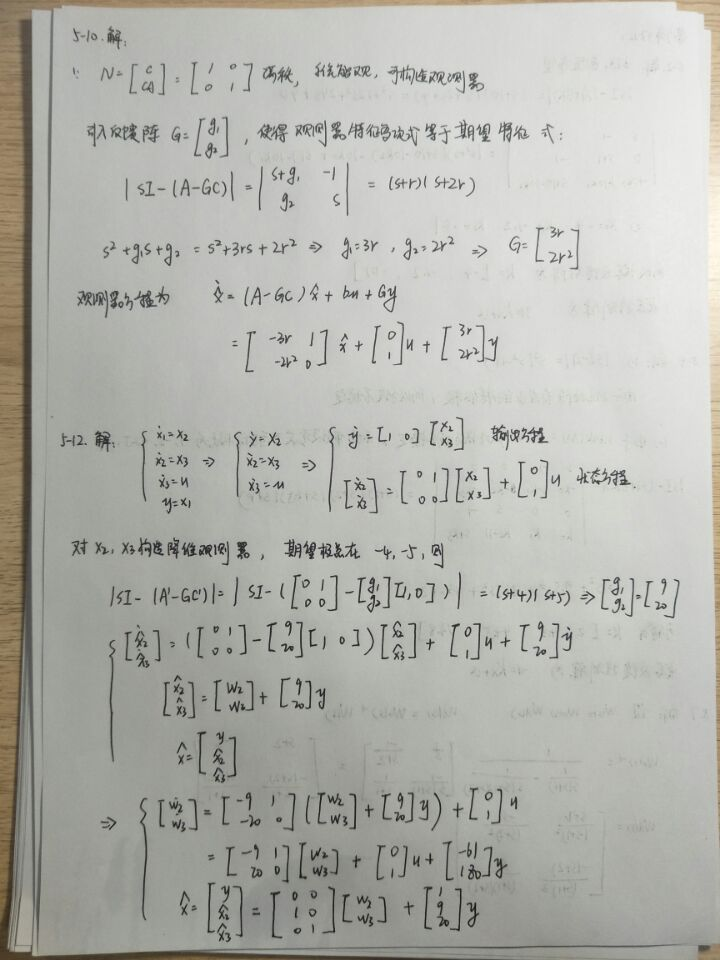 5-10.解:
∵ N=[C; CA]=[1 0; 0 1] 满秩, 系统能观, 可构造观测器
引入反馈阵 G=[g₁; g₂], 使得观测器特征多项式等于期望特征 式:
|sI-(A-GC)|=|s+g₁ -1; g₂ s| = (s+r)(s+2r)
s²+g₁s+g₂ = s²+3rs+2r² ⇒ g₁=3r, g₂=2r² ⇒ G=[3r; 2r²]
观测器方程为 x̂̇=(A-GC)x̂+bu+Gy
=[-3r 1; -2r² 0]x̂+[0; 1]u+[3r; 2r²]y
5-12.解: {ẋ₁=x₂; ẋ₂=x₃; ẋ₃=u; y=x₁ ⇒ {ẏ=x₂; ẋ₂=x₃; ẋ₃=u ⇒ {ẏ=[1 0][x₂; x₃] 输出方程; [ẋ₂; ẋ₃]=[0 1; 0 0][x₂; x₃]+[0; 1]u 状态方程
对x₂, x₃构造降维观测器, 期望极点在-4,-5, 则
|sI-(A'-GC')|=|sI-([0 1; 0 0]-[g₁; g₂][1,0])|=(s+4)(s+5)⇒[g₁; g₂]=[9; 20]
{[x̂̇₂; x̂̇₃]=([0 1; 0 0]-[9; 20][1 0])[x̂₂; x̂₃]+[0; 1]u+[9; 20]ẏ
[x̂₂; x̂₃]=[w₂; w₂]+[9; 20]y
x̂=[y; x̂₂; x̂₃]
⇒ {[ẇ₂; ẇ₃]=[-9 1; -20 0]([w₂; w₃]+[9; 20]y)+[0; 1]u
=[-9 1; 20 0][w₂; w₃]+[0; 1]u+[-61; 180]y
x̂=[y; x̂₂; x̂₃]=[0 0; 1 0; 0 1][w₂; w₃]+[1; 9; 20]y